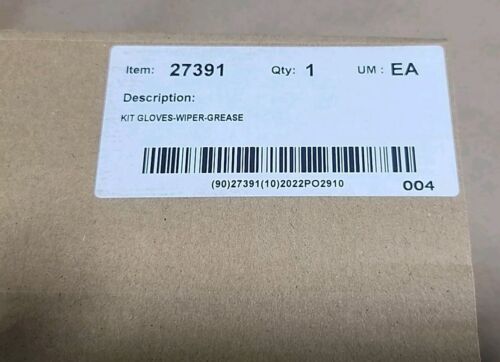 Item: 27391 Qty: 1 UM : EA
Description:
KIT GLOVES-WIPER-GREASE
(90)27391(10)2022PO2910
004